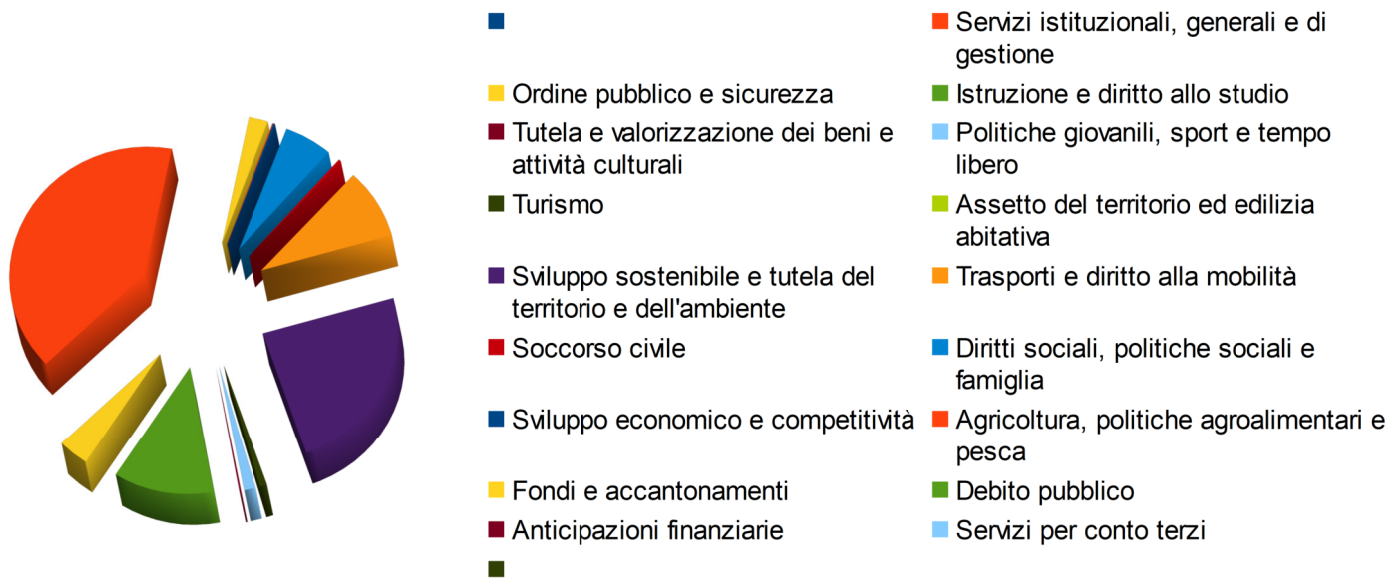 Servizi istituzionali, generali e di
gestione
Ordine pubblico e sicurezza
Istruzione e diritto allo studio
Tutela e valorizzazione dei beni e
attività culturali
Politiche giovanili, sport e tempo
libero
Turismo
Assetto del territorio ed edilizia
abitativa
Sviluppo sostenibile e tutela del
territorio e dell'ambiente
Trasporti e diritto alla mobilità
Soccorso civile
Diritti sociali, politiche sociali e
famiglia
Sviluppo economico e competitività
Agricoltura, politiche agroalimentari e
pesca
Fondi e accantonamenti
Debito pubblico
Anticipazioni finanziarie
Servizi per conto terzi